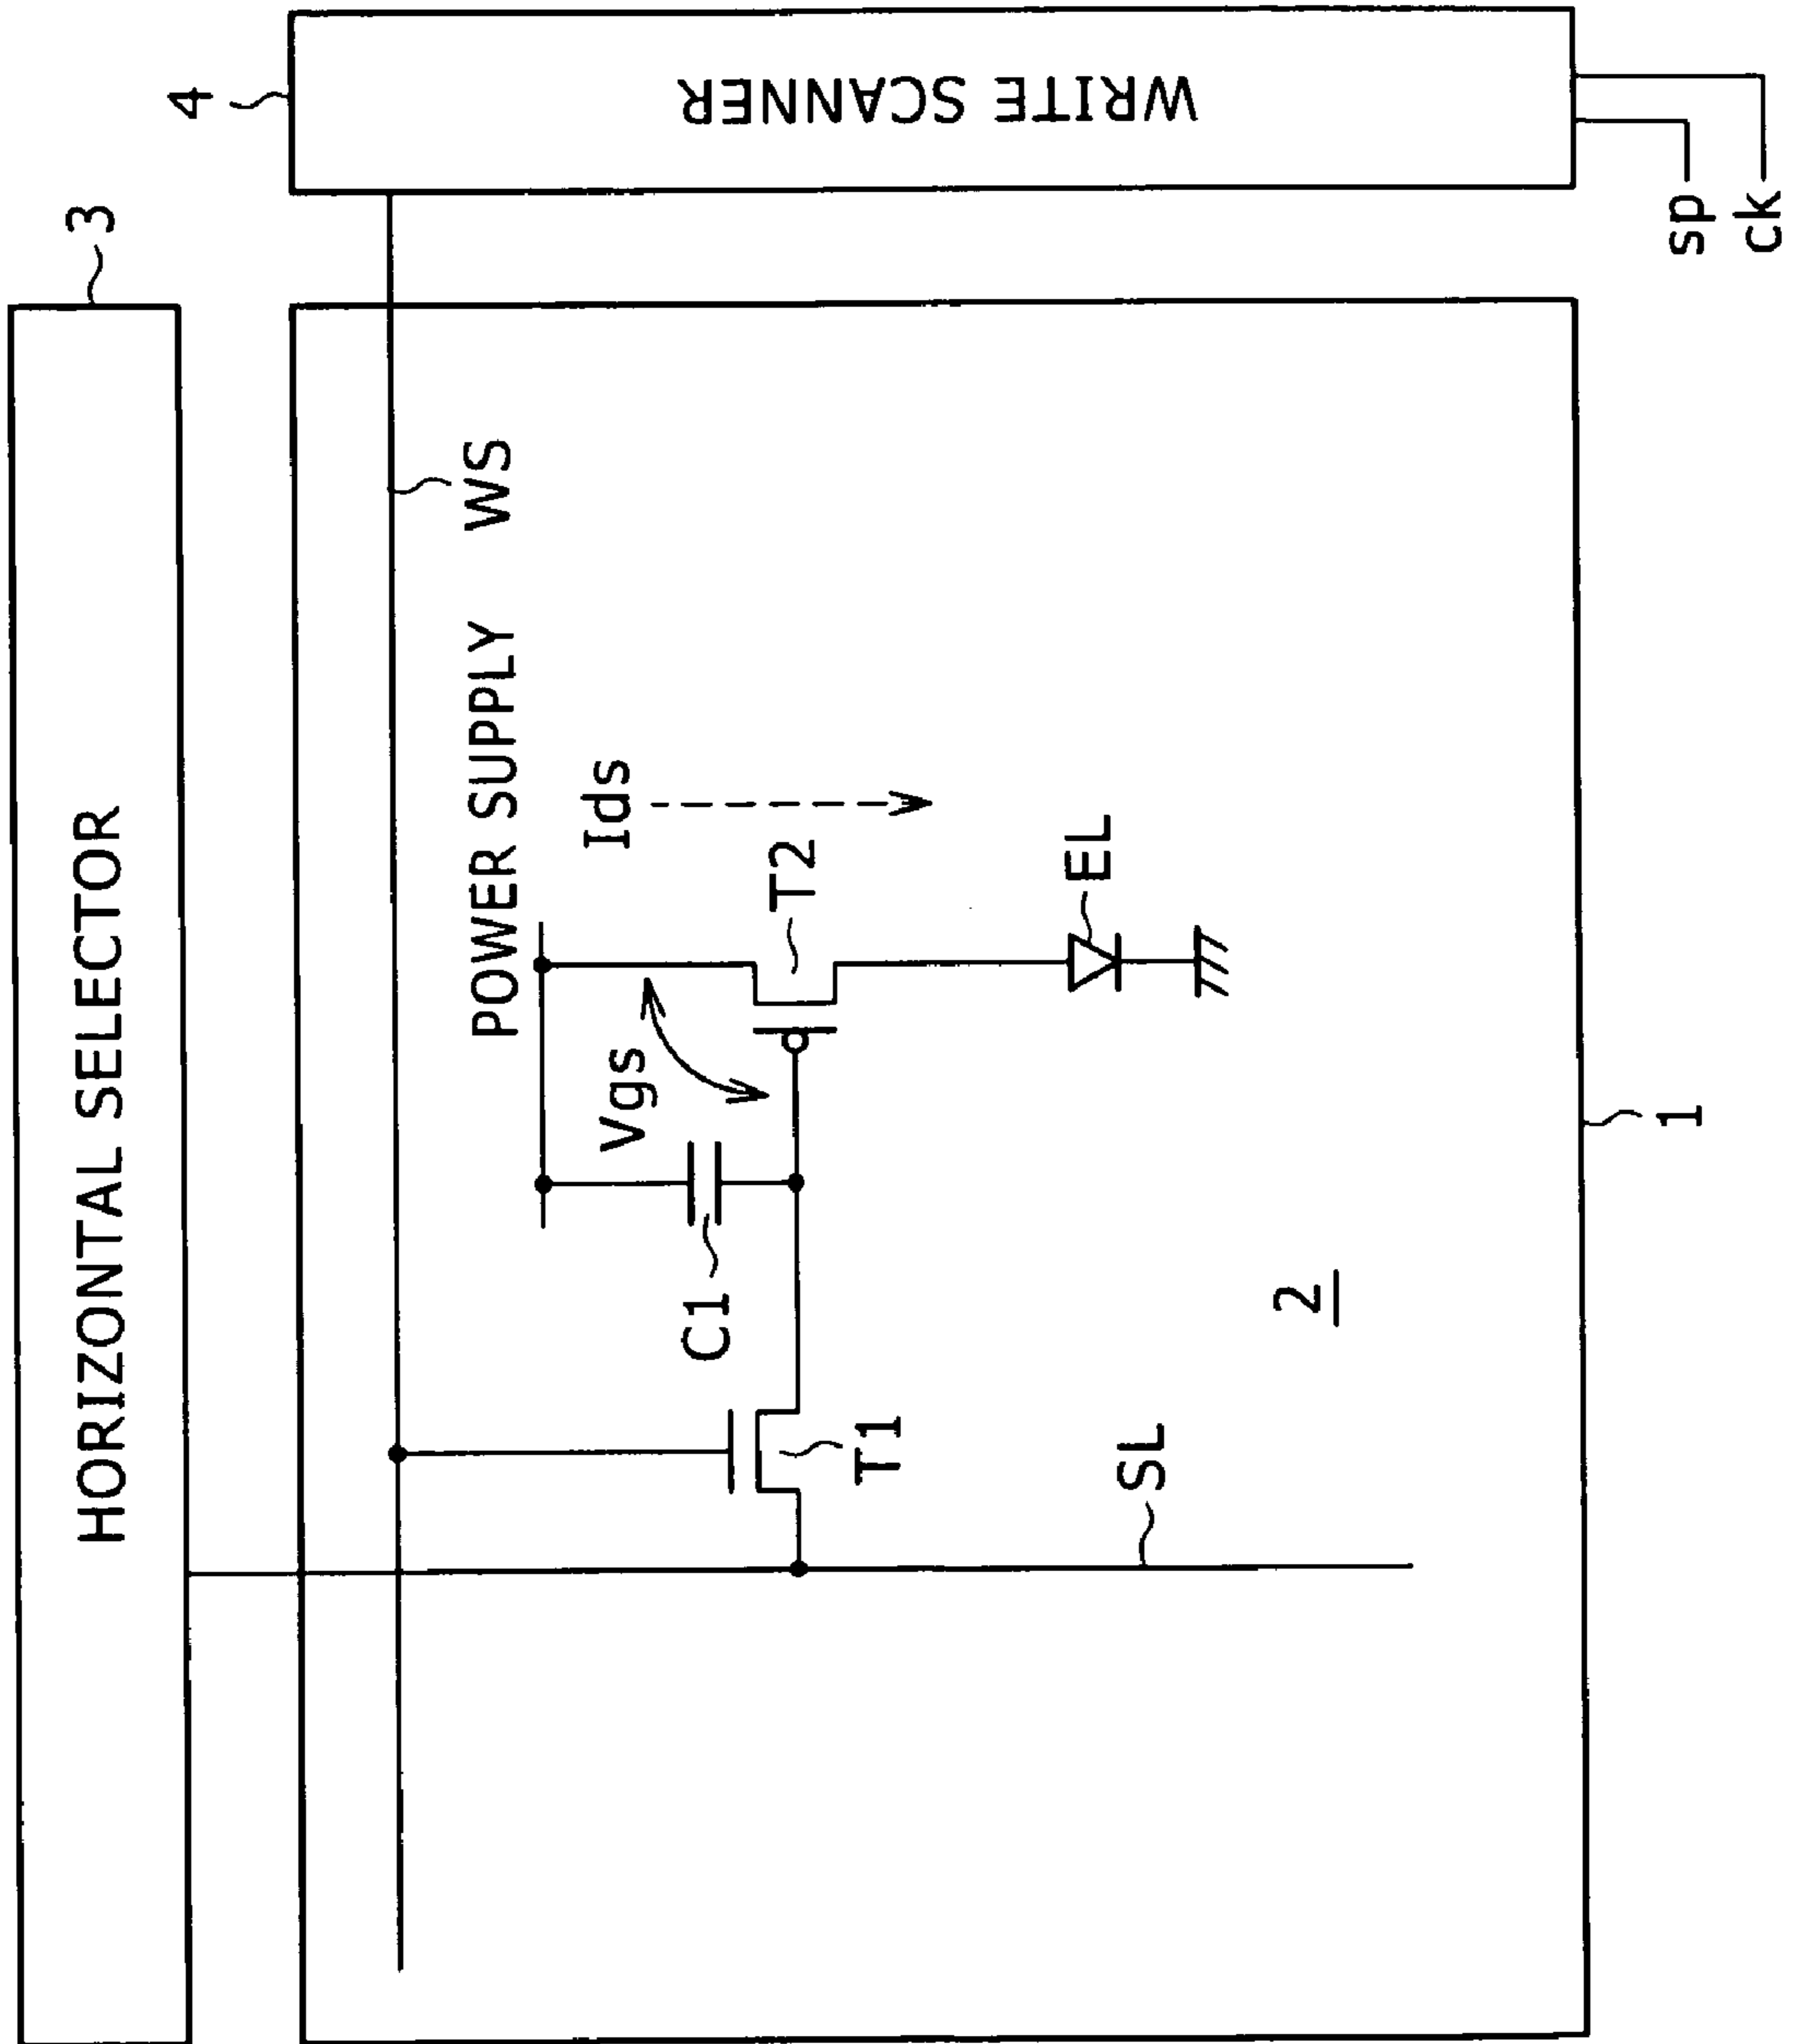 HORIZONTAL SELECTOR
3
4
WRITE SCANNER
WS
POWER SUPPLY
Ids
Vgs
C1
T2
T1
EL
SL
2
1
sp
ck